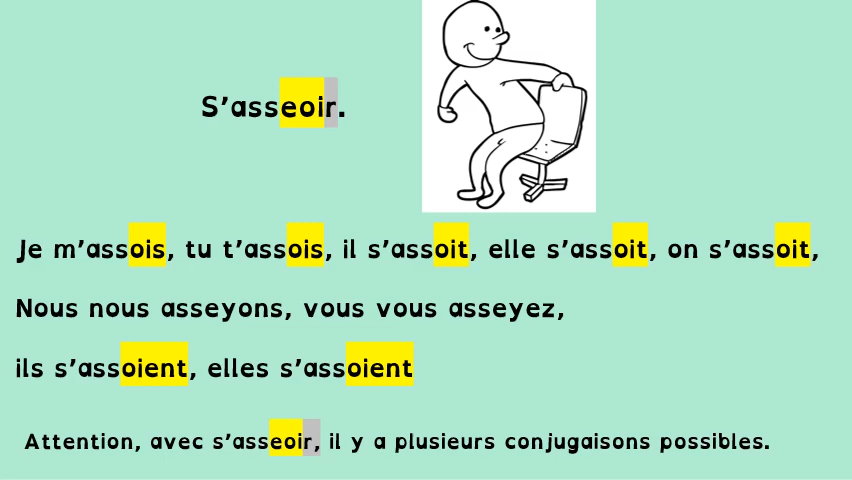 S'asseoir.
Je m'assois, tu t'assois, il s'assoit, elle s'assoit, on s'assoit,
Nous nous asseyons, vous vous asseyez,
ils s'assoient, elles s'assoient
Attention, avec s'asseoir, il y a plusieurs conjugaisons possibles.